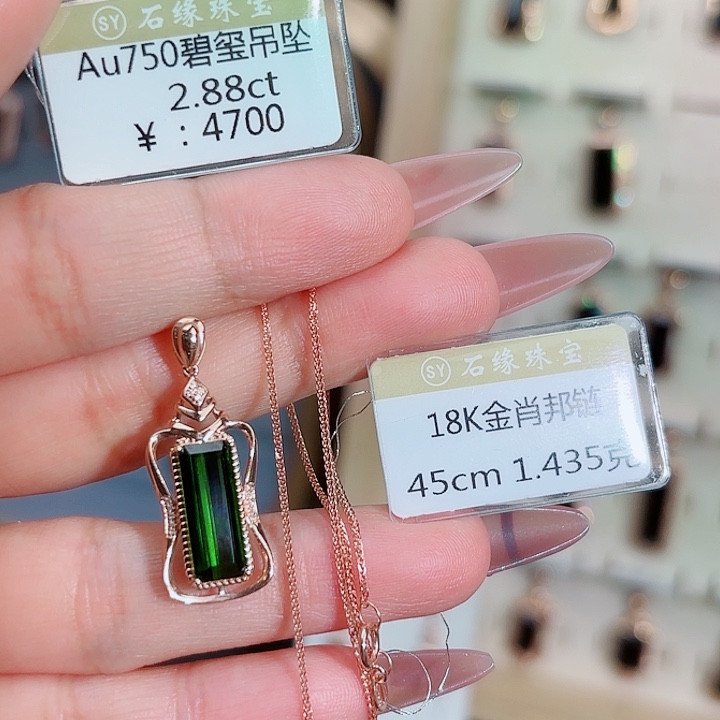 SY 石缘珠宝
Au750碧玺吊坠
2.88ct
¥ : 4700
SY 石缘珠宝
18K金肖邦链
45cm 1.435克